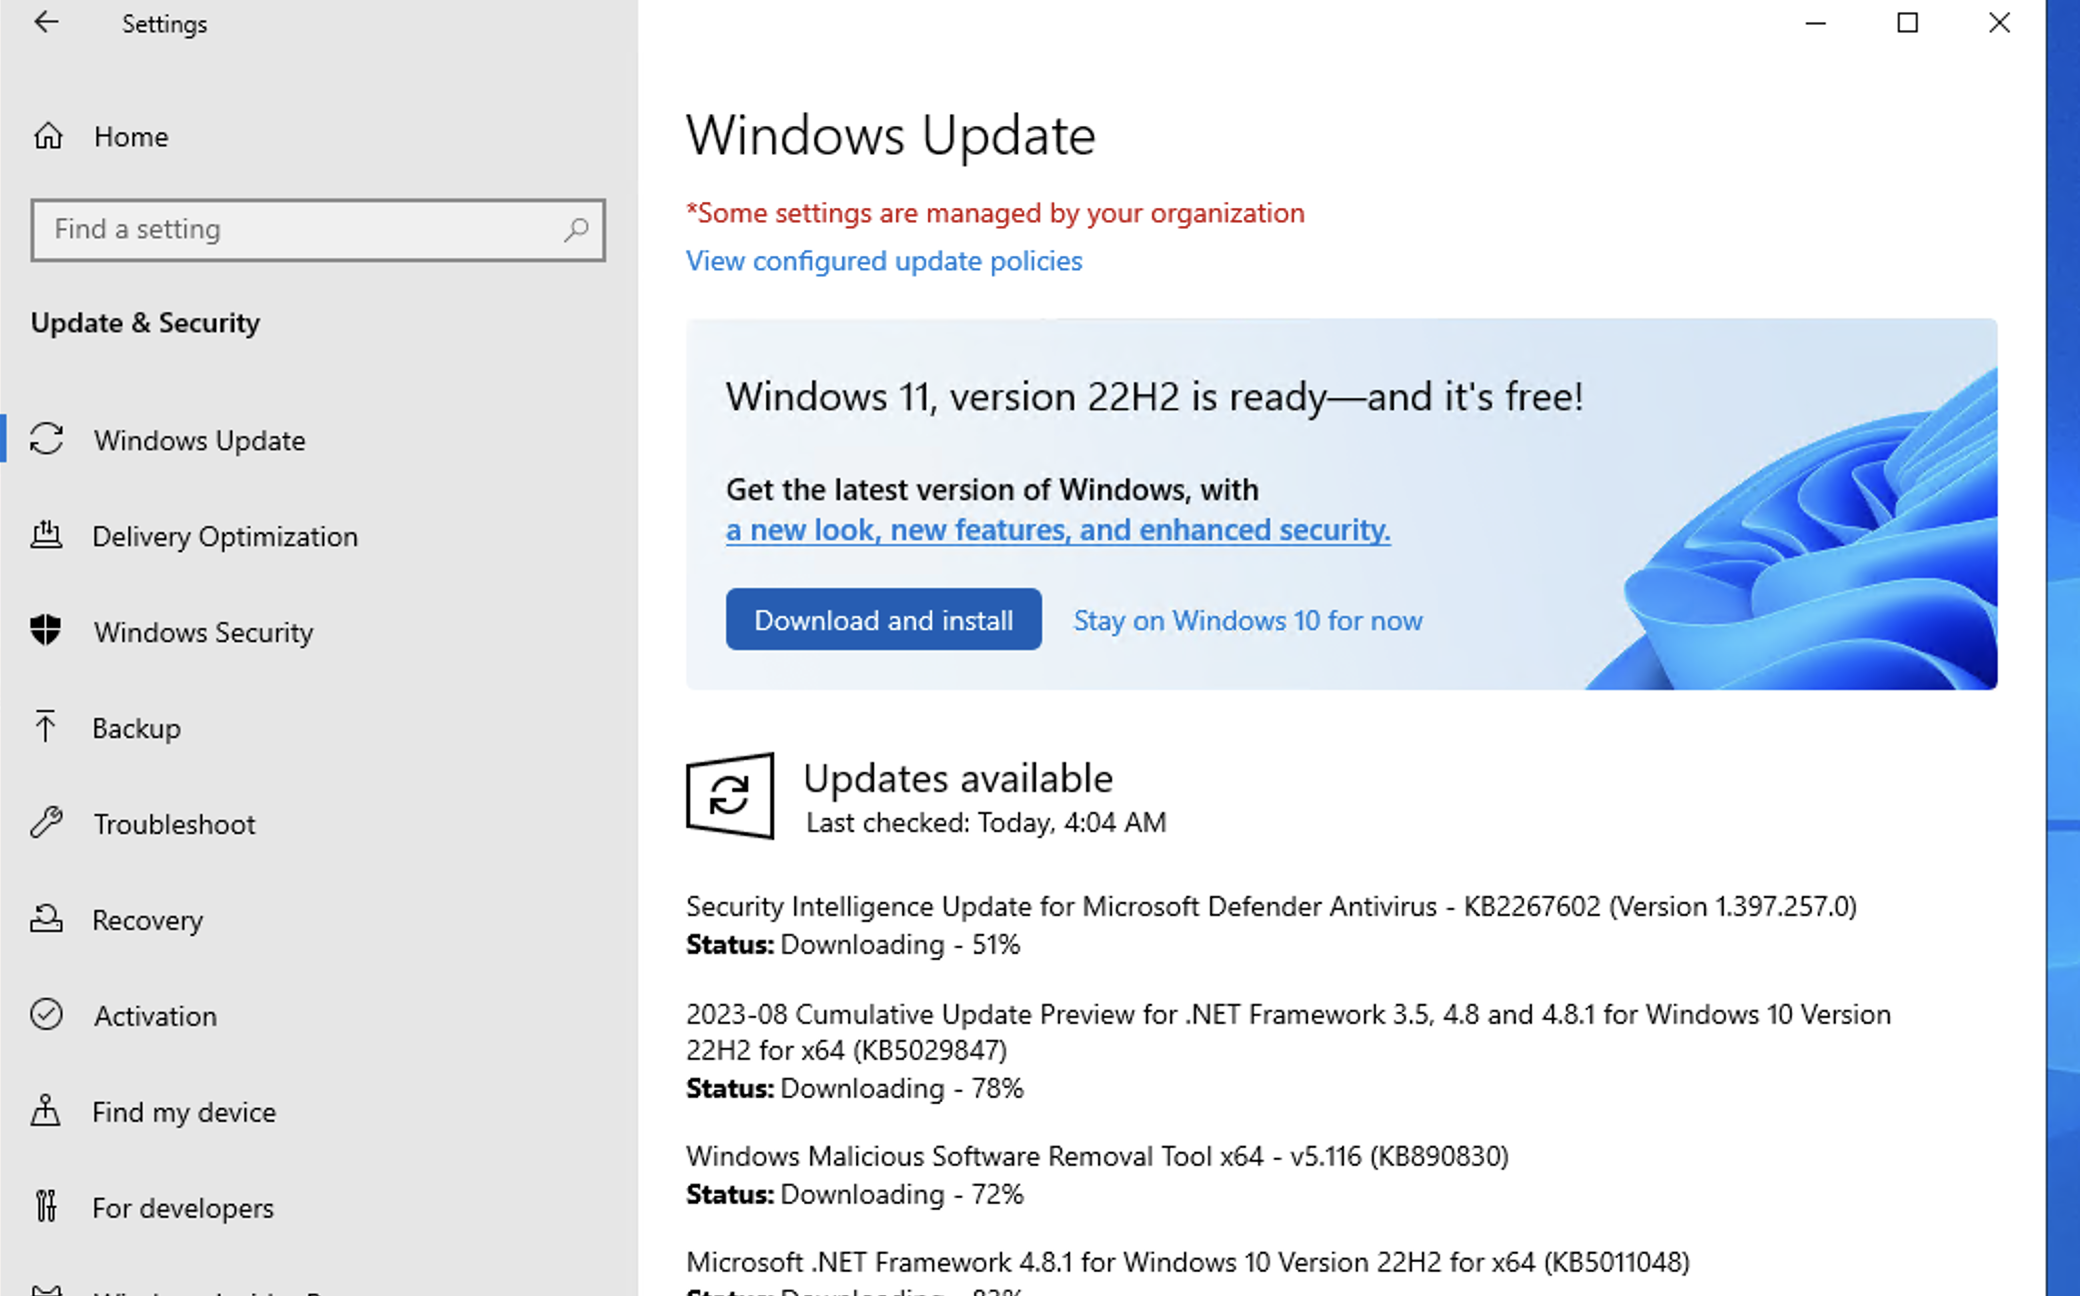 Settings
Home
Find a setting
Update & Security
Windows Update
Delivery Optimization
Windows Security
Backup
Troubleshoot
Recovery
Activation
Find my device
For developers
Windows Update
*Some settings are managed by your organization
View configured update policies
Windows 11, version 22H2 is ready—and it's free!
Get the latest version of Windows, with
a new look, new features, and enhanced security.
Download and install
Stay on Windows 10 for now
Updates available
Last checked: Today, 4:04 AM
Security Intelligence Update for Microsoft Defender Antivirus - KB2267602 (Version 1.397.257.0)
Status: Downloading - 51%
2023-08 Cumulative Update Preview for .NET Framework 3.5, 4.8 and 4.8.1 for Windows 10 Version
22H2 for x64 (KB5029847)
Status: Downloading - 78%
Windows Malicious Software Removal Tool x64 - v5.116 (KB890830)
Status: Downloading - 72%
Microsoft .NET Framework 4.8.1 for Windows 10 Version 22H2 for x64 (KB5011048)
Status: Downloading -